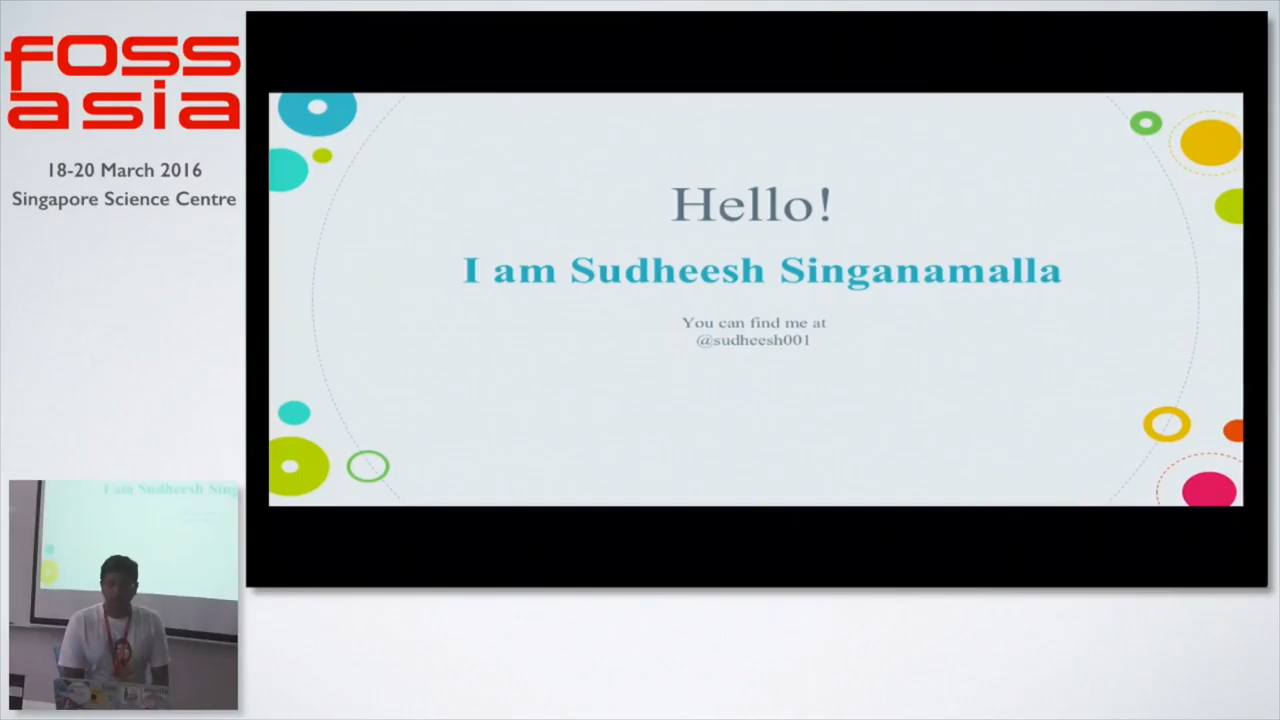 foss
asia
18-20 March 2016
Singapore Science Centre
Hello!
I am Sudheesh Singanamalla
You can find me at
@sudheesh001
I am Sudheesh Sing